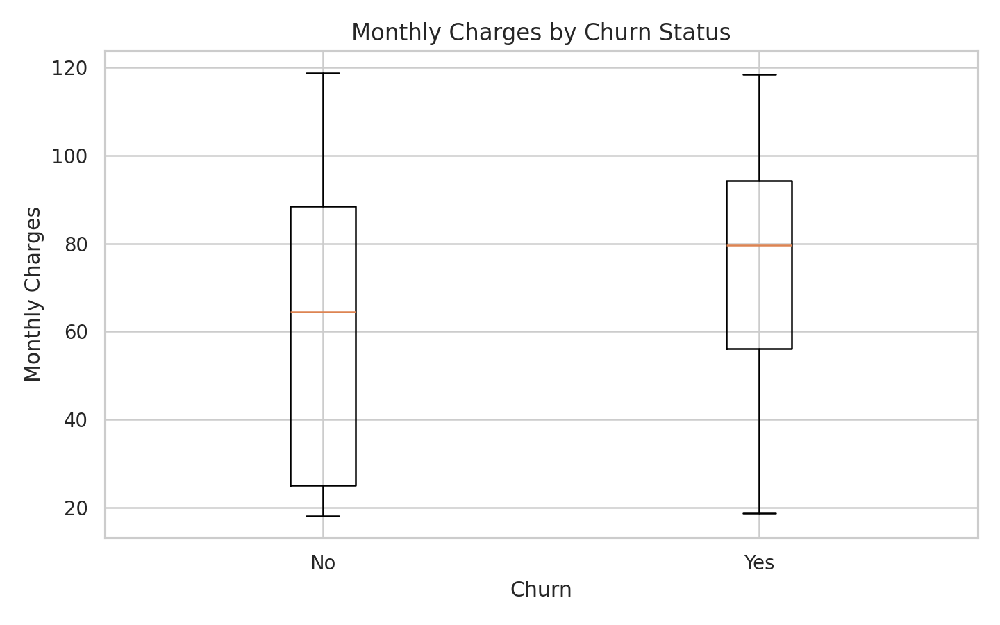 Monthly Charges by Churn Status
Monthly Charges
120
100
80
60
40
20
No
Yes
Churn